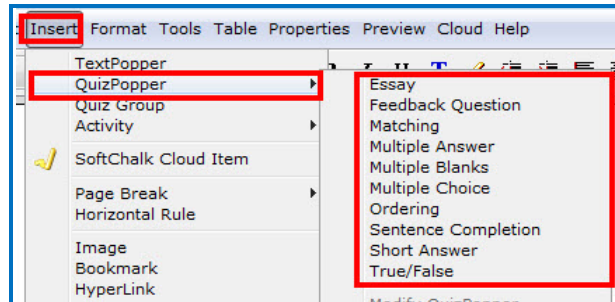 Insert Format Tools Table Properties Preview Cloud Help
TextPopper
QuizPopper
Quiz Group
Activity
SoftChalk Cloud Item
Page Break
Horizontal Rule
Image
Bookmark
HyperLink
Essay
Feedback Question
Matching
Multiple Answer
Multiple Blanks
Multiple Choice
Ordering
Sentence Completion
Short Answer
True/False